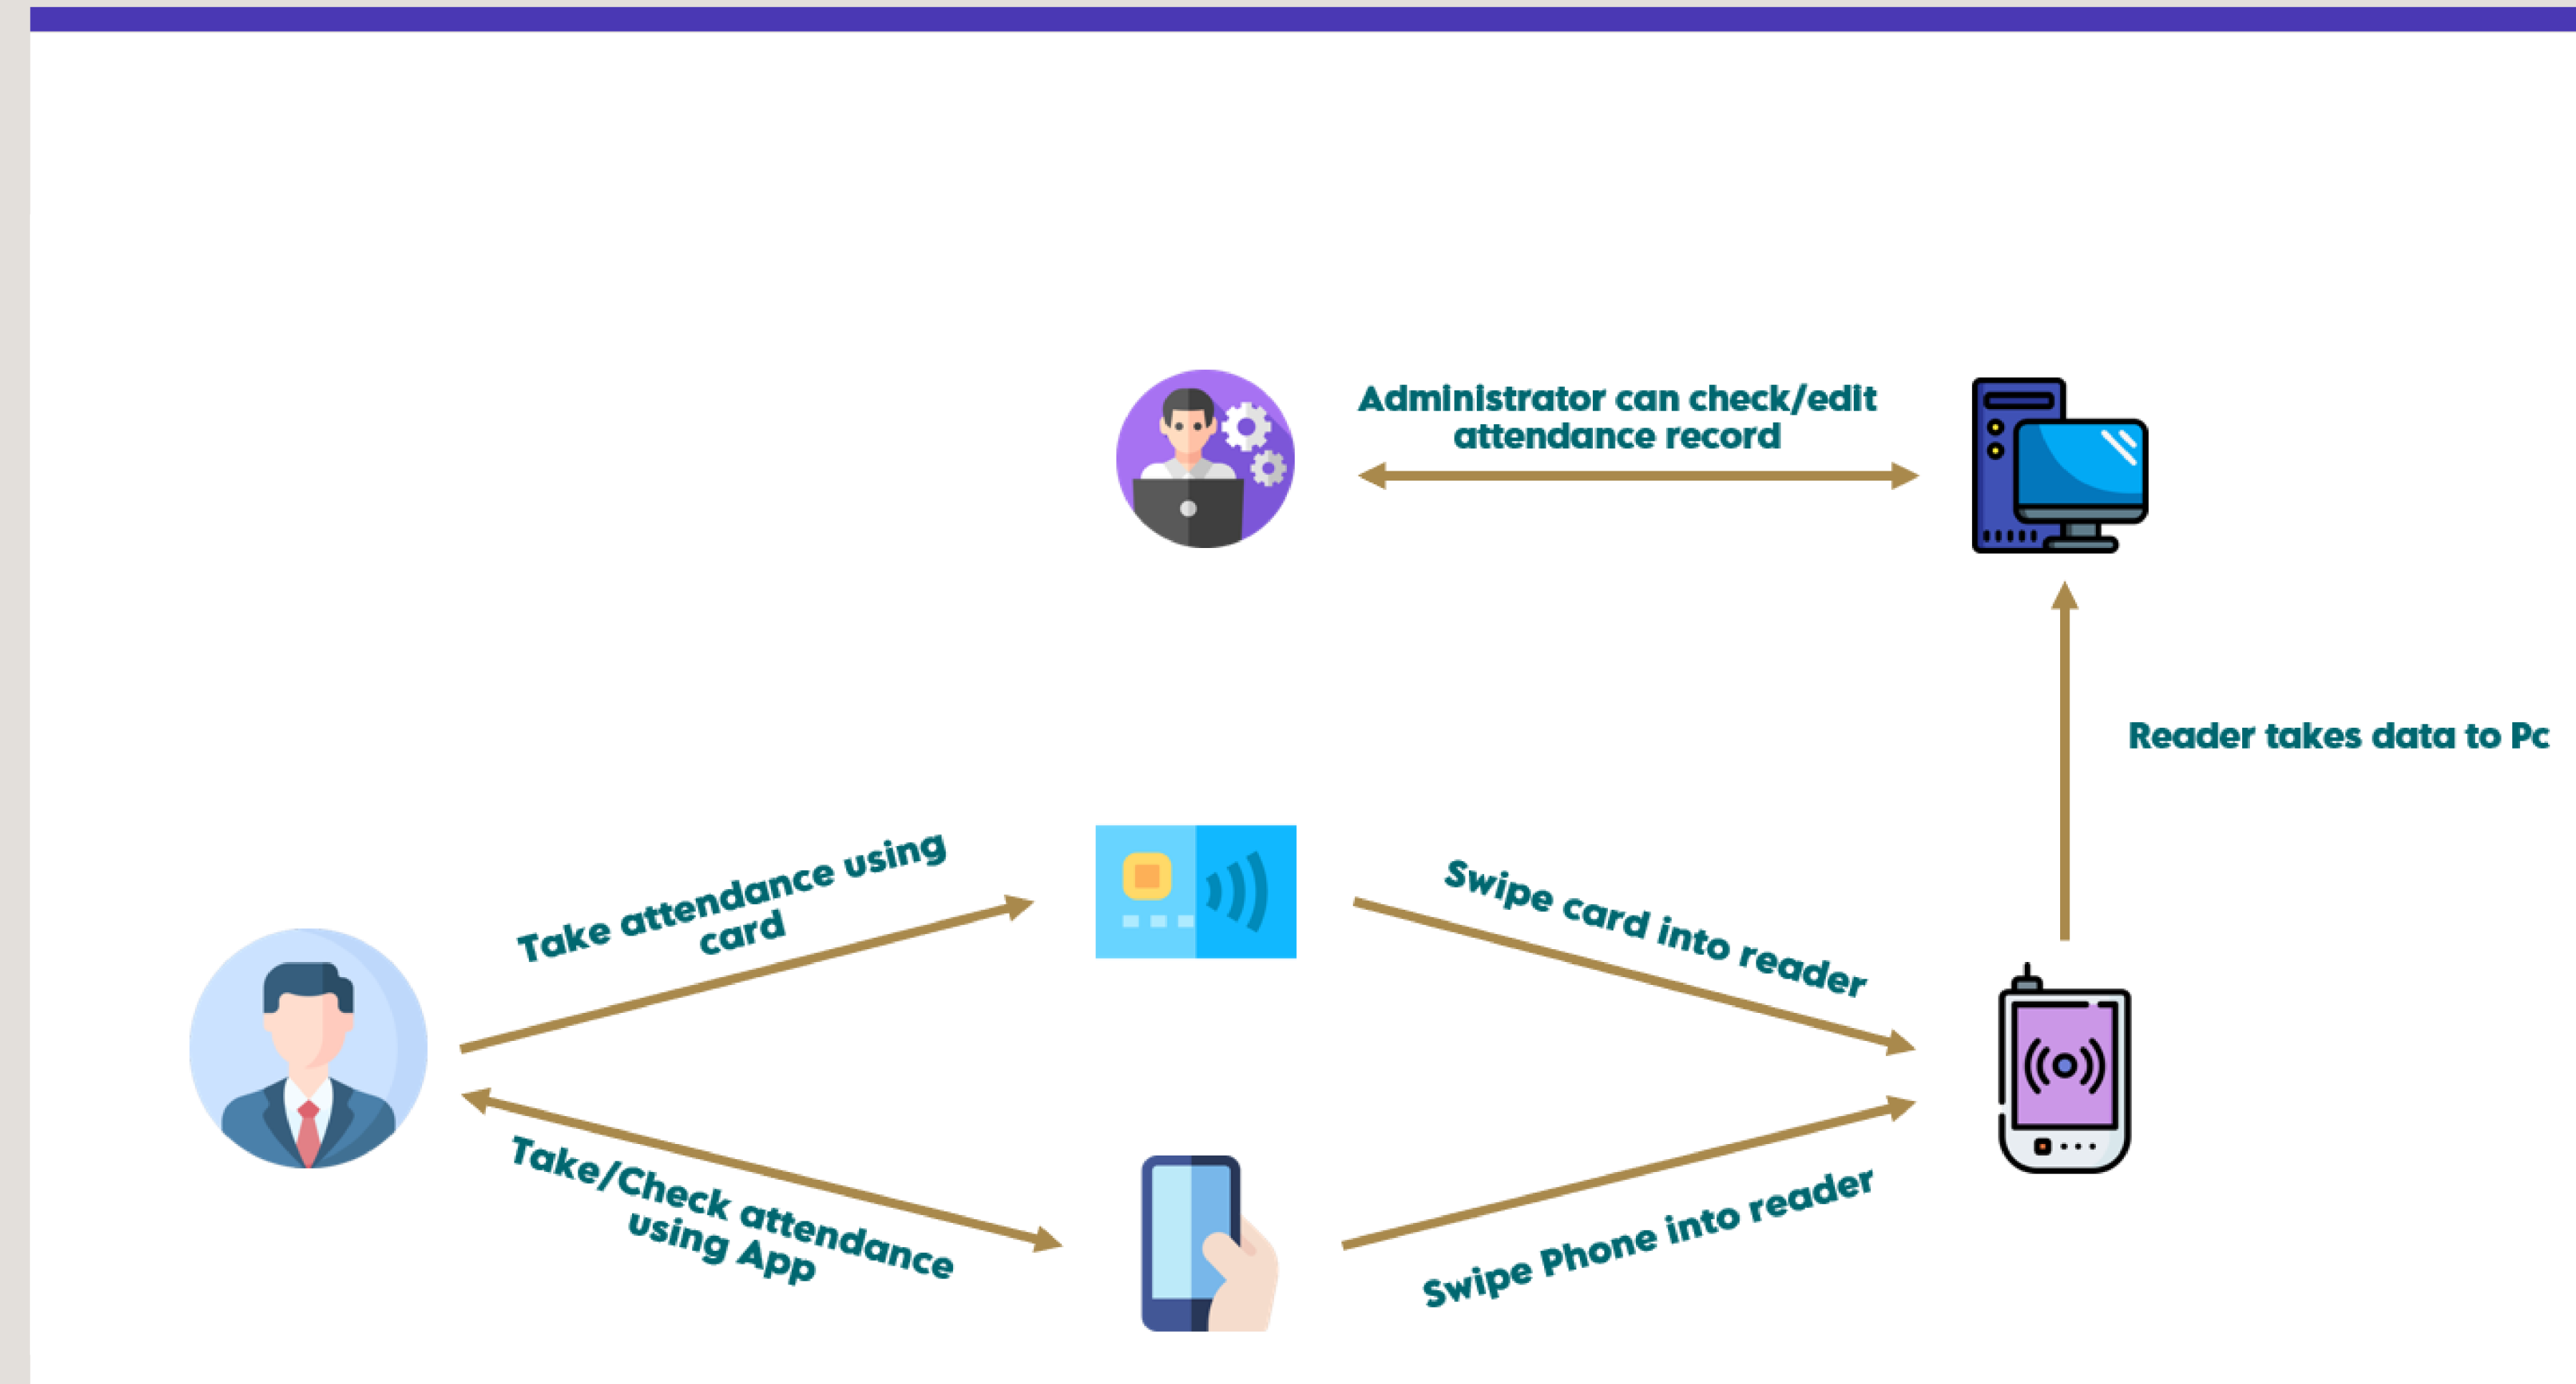 Administrator can check/edit
attendance record
Reader takes data to Pc
Take attendance using
card
Swipe card into reader
Take/Check attendance
using App
Swipe Phone into reader